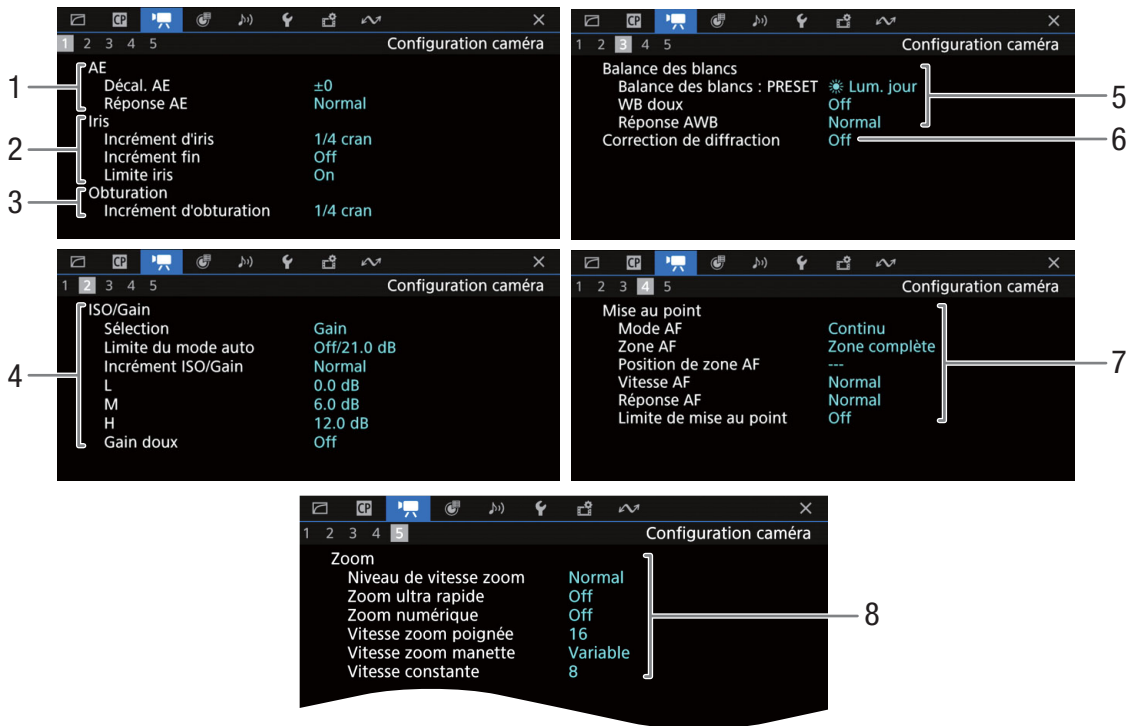 CP
1 2 3 4 5 Configuration caméra
1
AE
Décal. AE ±0
Réponse AE Normal
2
Iris
Incrément d'iris 1/4 cran
Incrément fin Off
Limite iris On
3
Obturation
Incrément d'obturation 1/4 cran
CP
1 2 3 4 5 Configuration caméra
Balance des blancs
Balance des blancs : PRESET Lum. jour
WB doux Off
Réponse AWB Normal
5
Correction de diffraction Off
6
CP
1 2 3 4 5 Configuration caméra
4
ISO/Gain
Sélection Gain
Limite du mode auto Off/21.0 dB
Incrément ISO/Gain Normal
L 0.0 dB
M 6.0 dB
H 12.0 dB
Gain doux Off
CP
1 2 3 4 5 Configuration caméra
Mise au point
Mode AF Continu
Zone AF Zone complète
Position de zone AF ---
Vitesse AF Normal
Réponse AF Normal
Limite de mise au point Off
7
CP
1 2 3 4 5 Configuration caméra
Zoom
Niveau de vitesse zoom Normal
Zoom ultra rapide Off
Zoom numérique Off
Vitesse zoom poignée 16
Vitesse zoom manette Variable
Vitesse constante 8
8